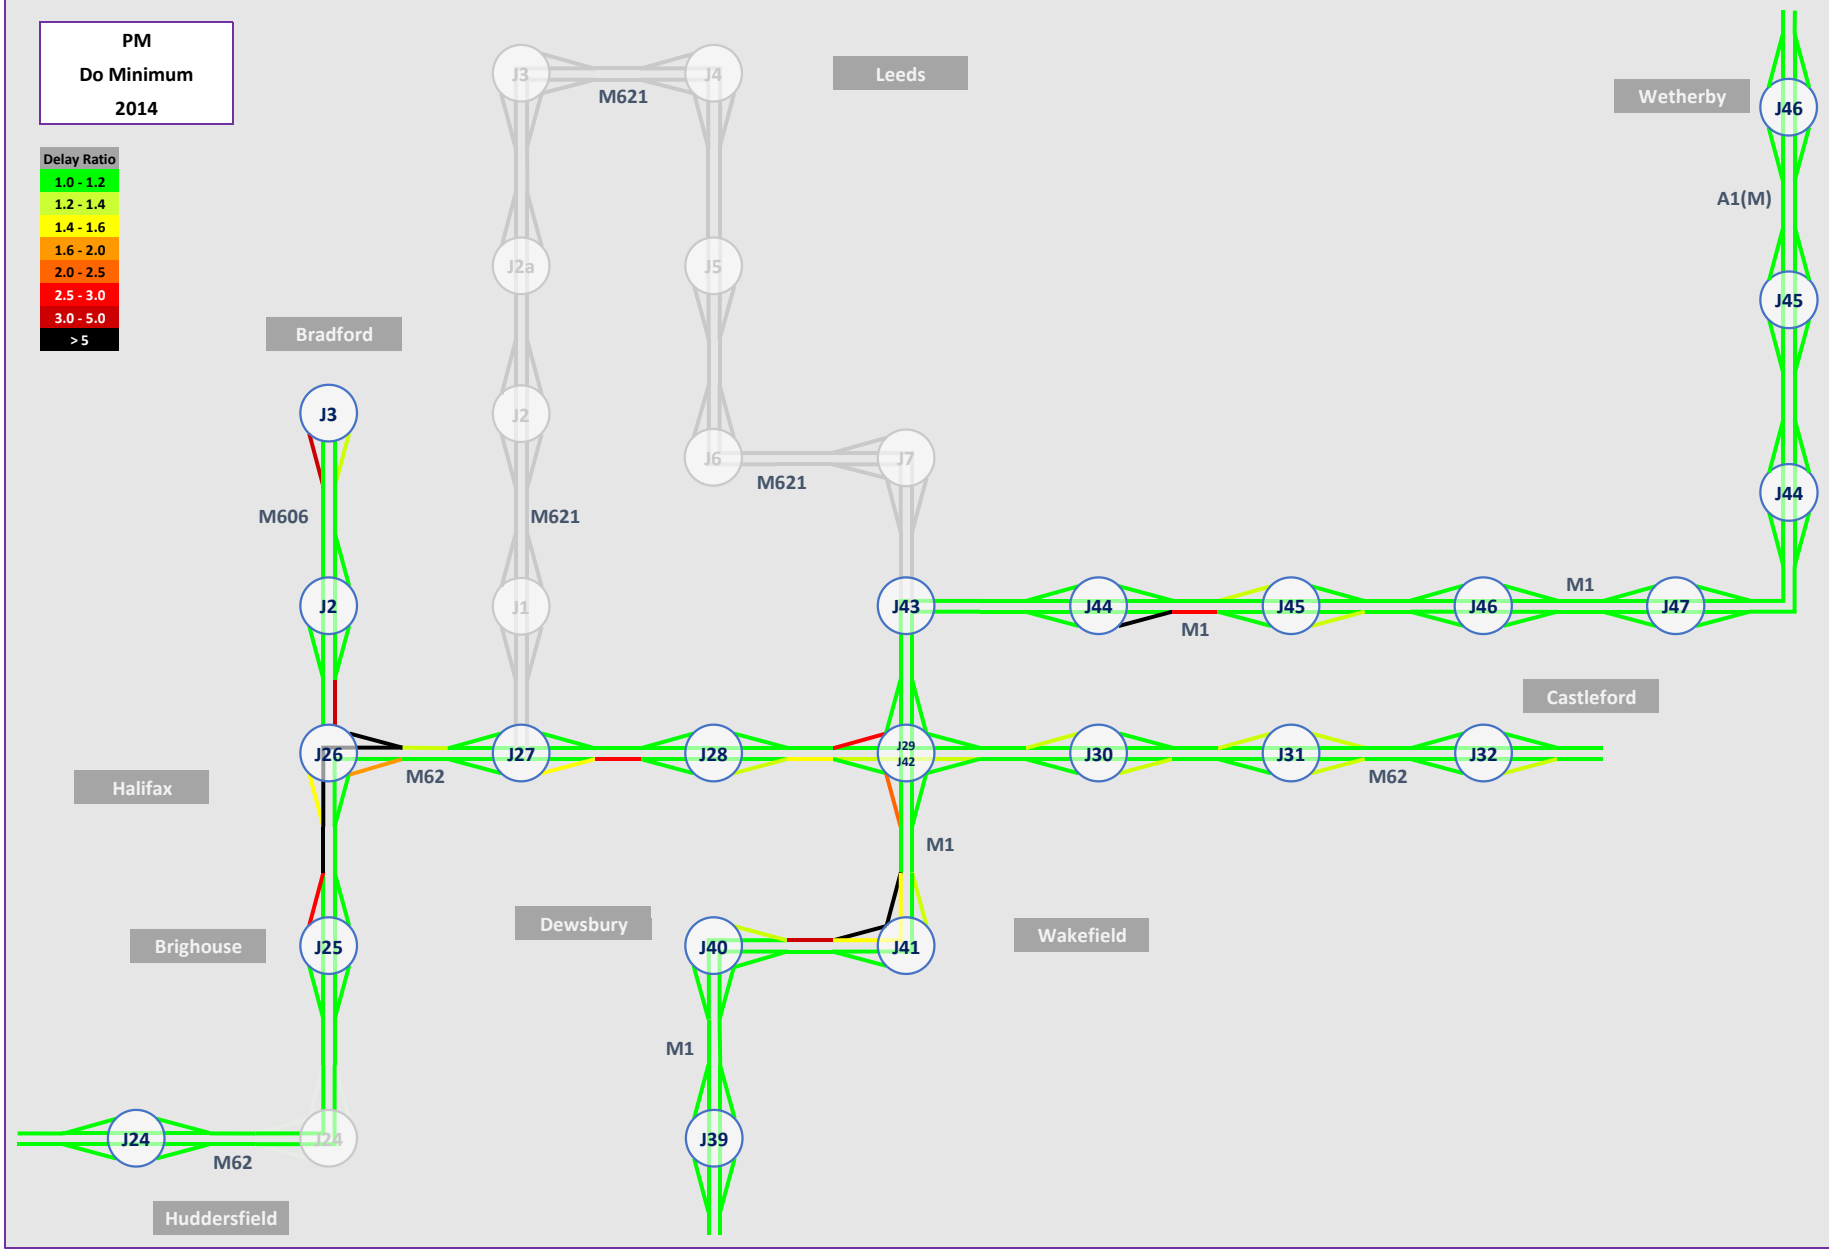 PM
Do Minimum
2014
Delay Ratio
1.0 - 1.2
1.2 - 1.4
1.4 - 1.6
1.6 - 2.0
2.0 - 2.5
2.5 - 3.0
3.0 - 5.0
> 5
J3
J4
M621
Leeds
Wetherby
J46
A1(M)
J2a
J5
J45
Bradford
J3
J2
J6
J7
M621
J44
M606
M621
J2
J1
J43
J44
M1
J45
J46
M1
J47
Castleford
J26
M62
J27
J28
J29
J42
J30
J31
M62
J32
Halifax
M1
Brighouse
J25
Dewsbury
J40
J41
Wakefield
M1
J24
M62
J24
J39
Huddersfield